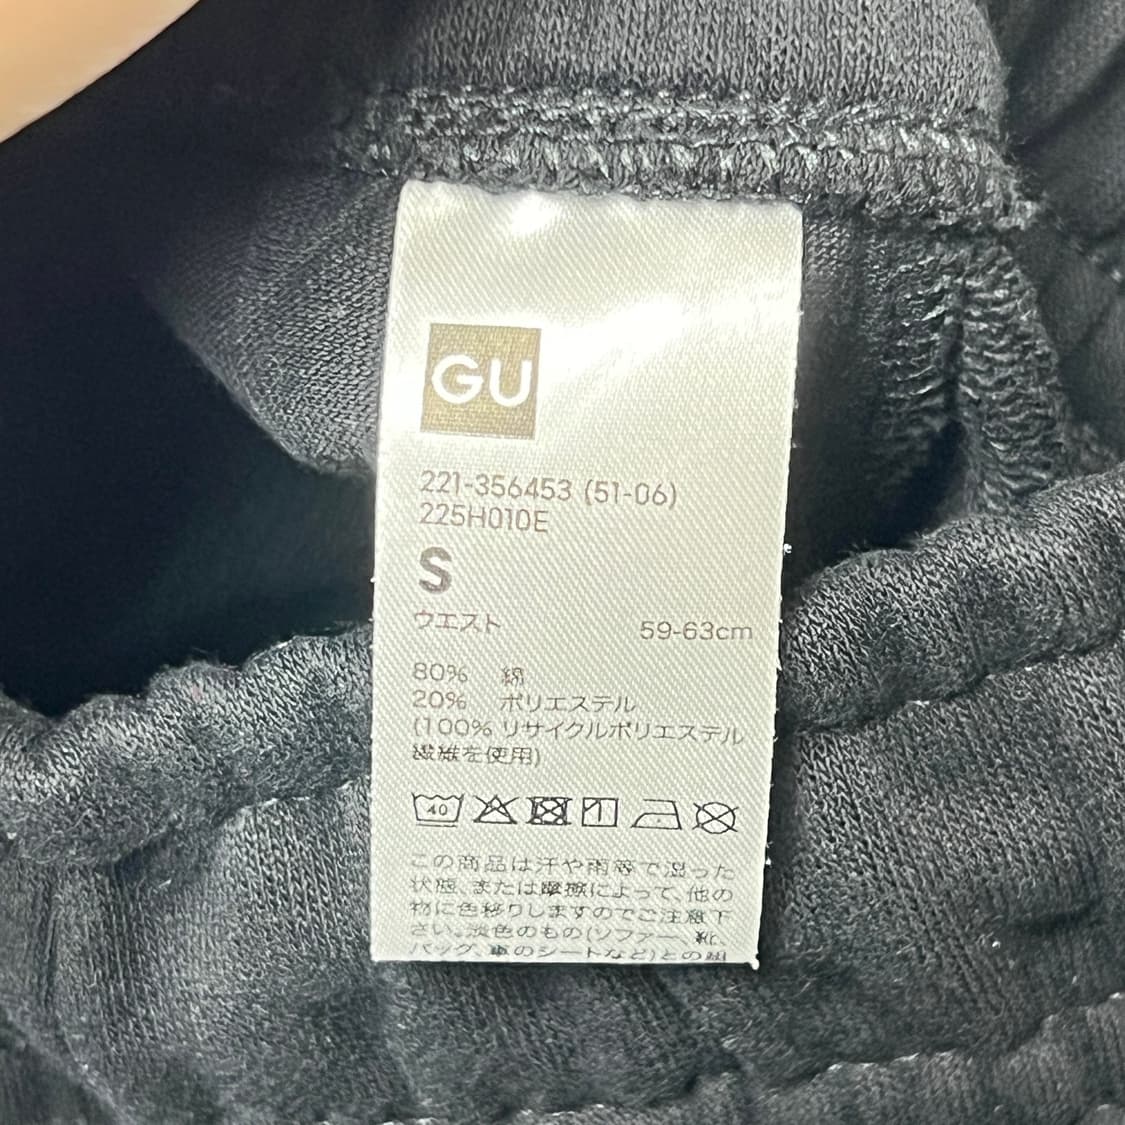 GU
221-356453 (51-06)
225H010E
S
ウエスト 59-63cm
80% 綿
20% ポリエステル
(100% リサイクルポリエステル
繊維を使用)
40
この商品は汗や雨等で湿った
状態、または摩擦によって、他の
物に色移りしますのでご注意下
さい。淡色のもの(ソファー、靴、
バッグ、車のシートなど)との組